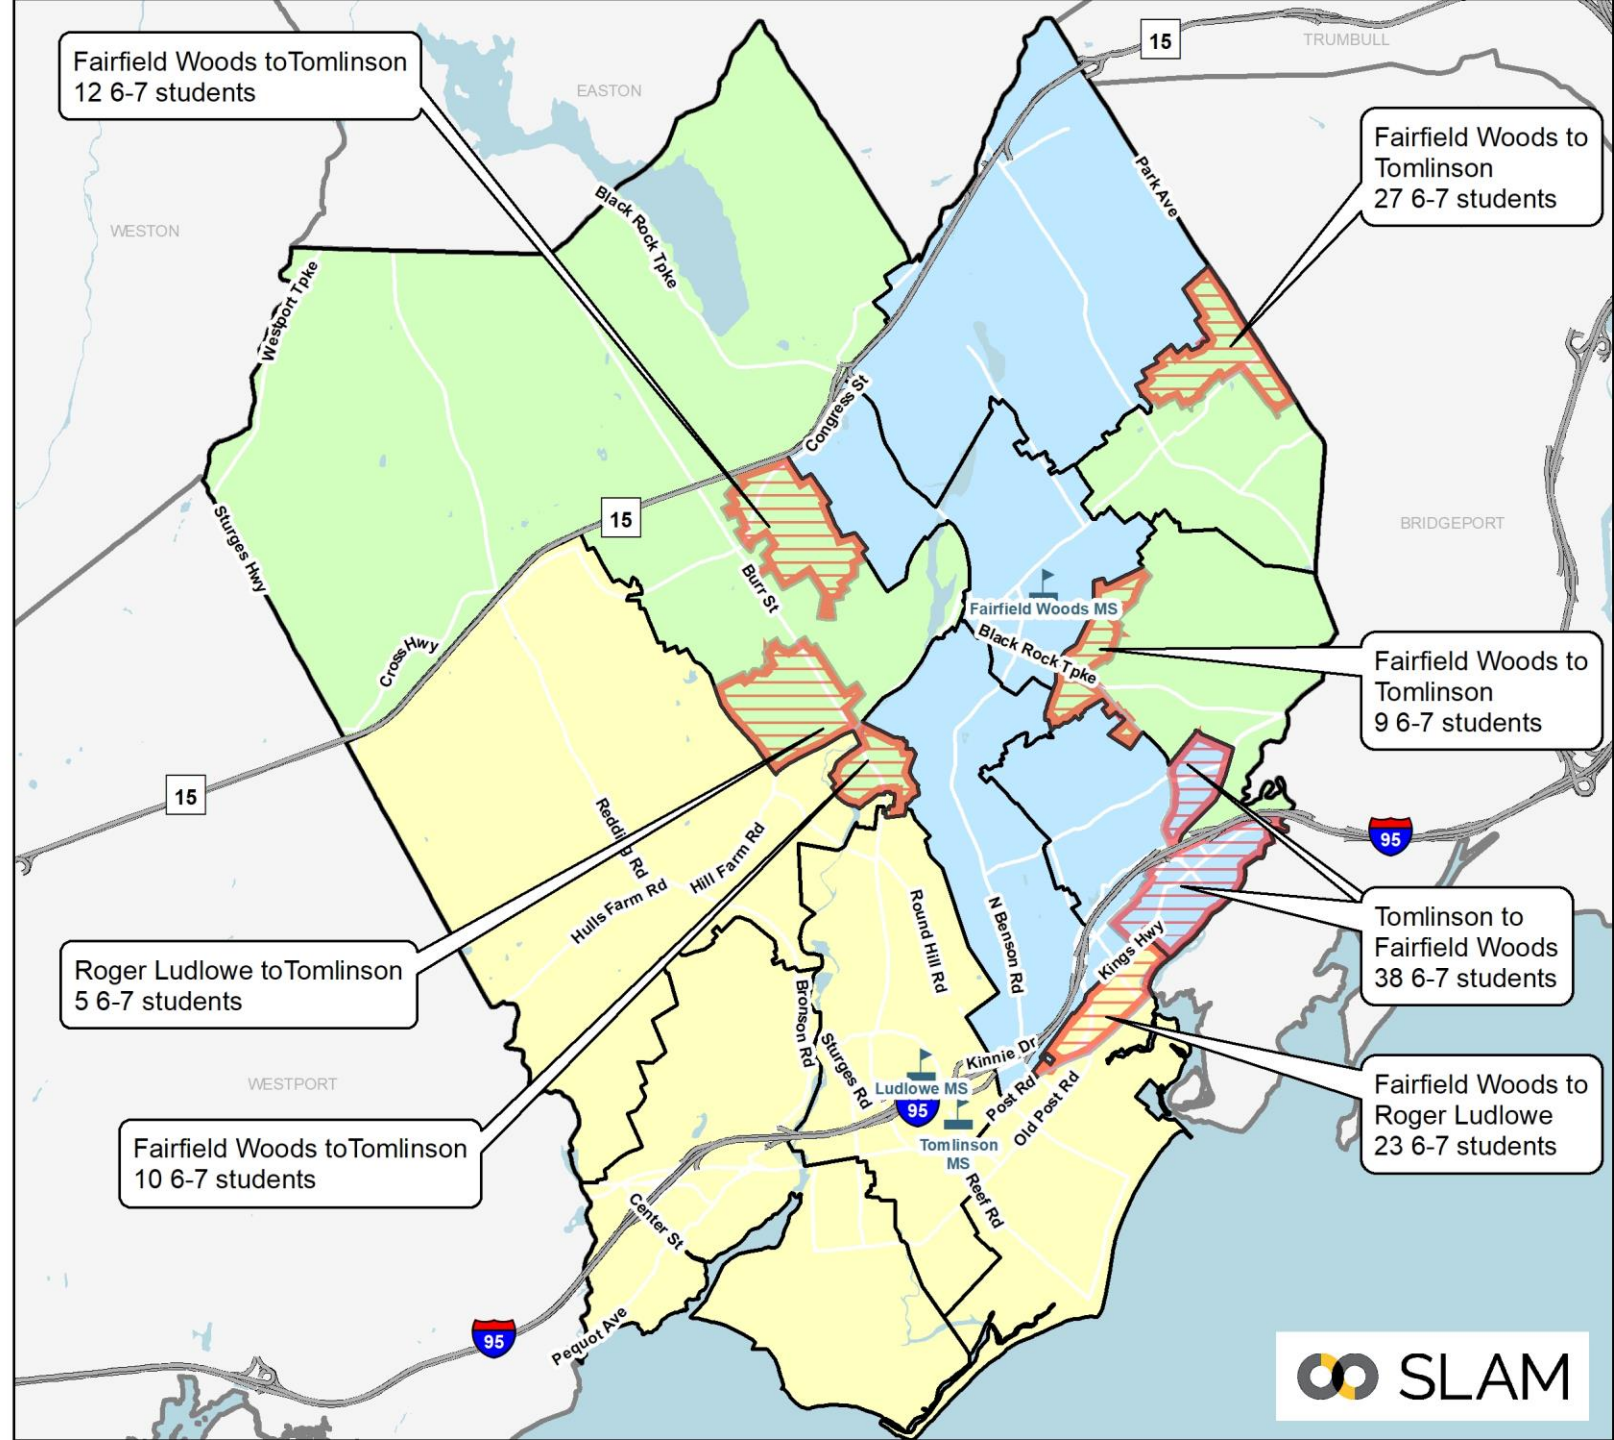 15
TRUMBULL
Fairfield Woods toTomlinson
12 6-7 students
EASTON
Fairfield Woods to
Tomlinson
27 6-7 students
Park Ave
Black Rock Tpke
WESTON
Westport Tpke
Congress St
15
Sturges Hwy
BRIDGEPORT
Burr St
Fairfield Woods MS
Black Rock Tpke
Cross Hwy
Fairfield Woods to
Tomlinson
9 6-7 students
15
95
Redding Rd
Hill Farm Rd
Hulls Farm Rd
Round Hill Rd
N Benson Rd
Kings Hwy
Tomlinson to
Fairfield Woods
38 6-7 students
Roger Ludlowe toTomlinson
5 6-7 students
Bronson Rd
Sturges Rd
Kinnie Dr
WESTPORT
Ludlowe MS
95
Post Rd
Old Post Rd
Fairfield Woods to
Roger Ludlowe
23 6-7 students
Tomlinson
MS
Fairfield Woods toTomlinson
10 6-7 students
Reef Rd
Center St
95
Pequot Ave
SLAM